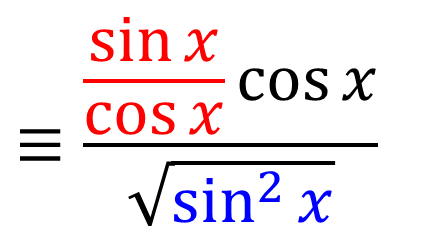 sin x
cos x cos x
≡
√sin² x